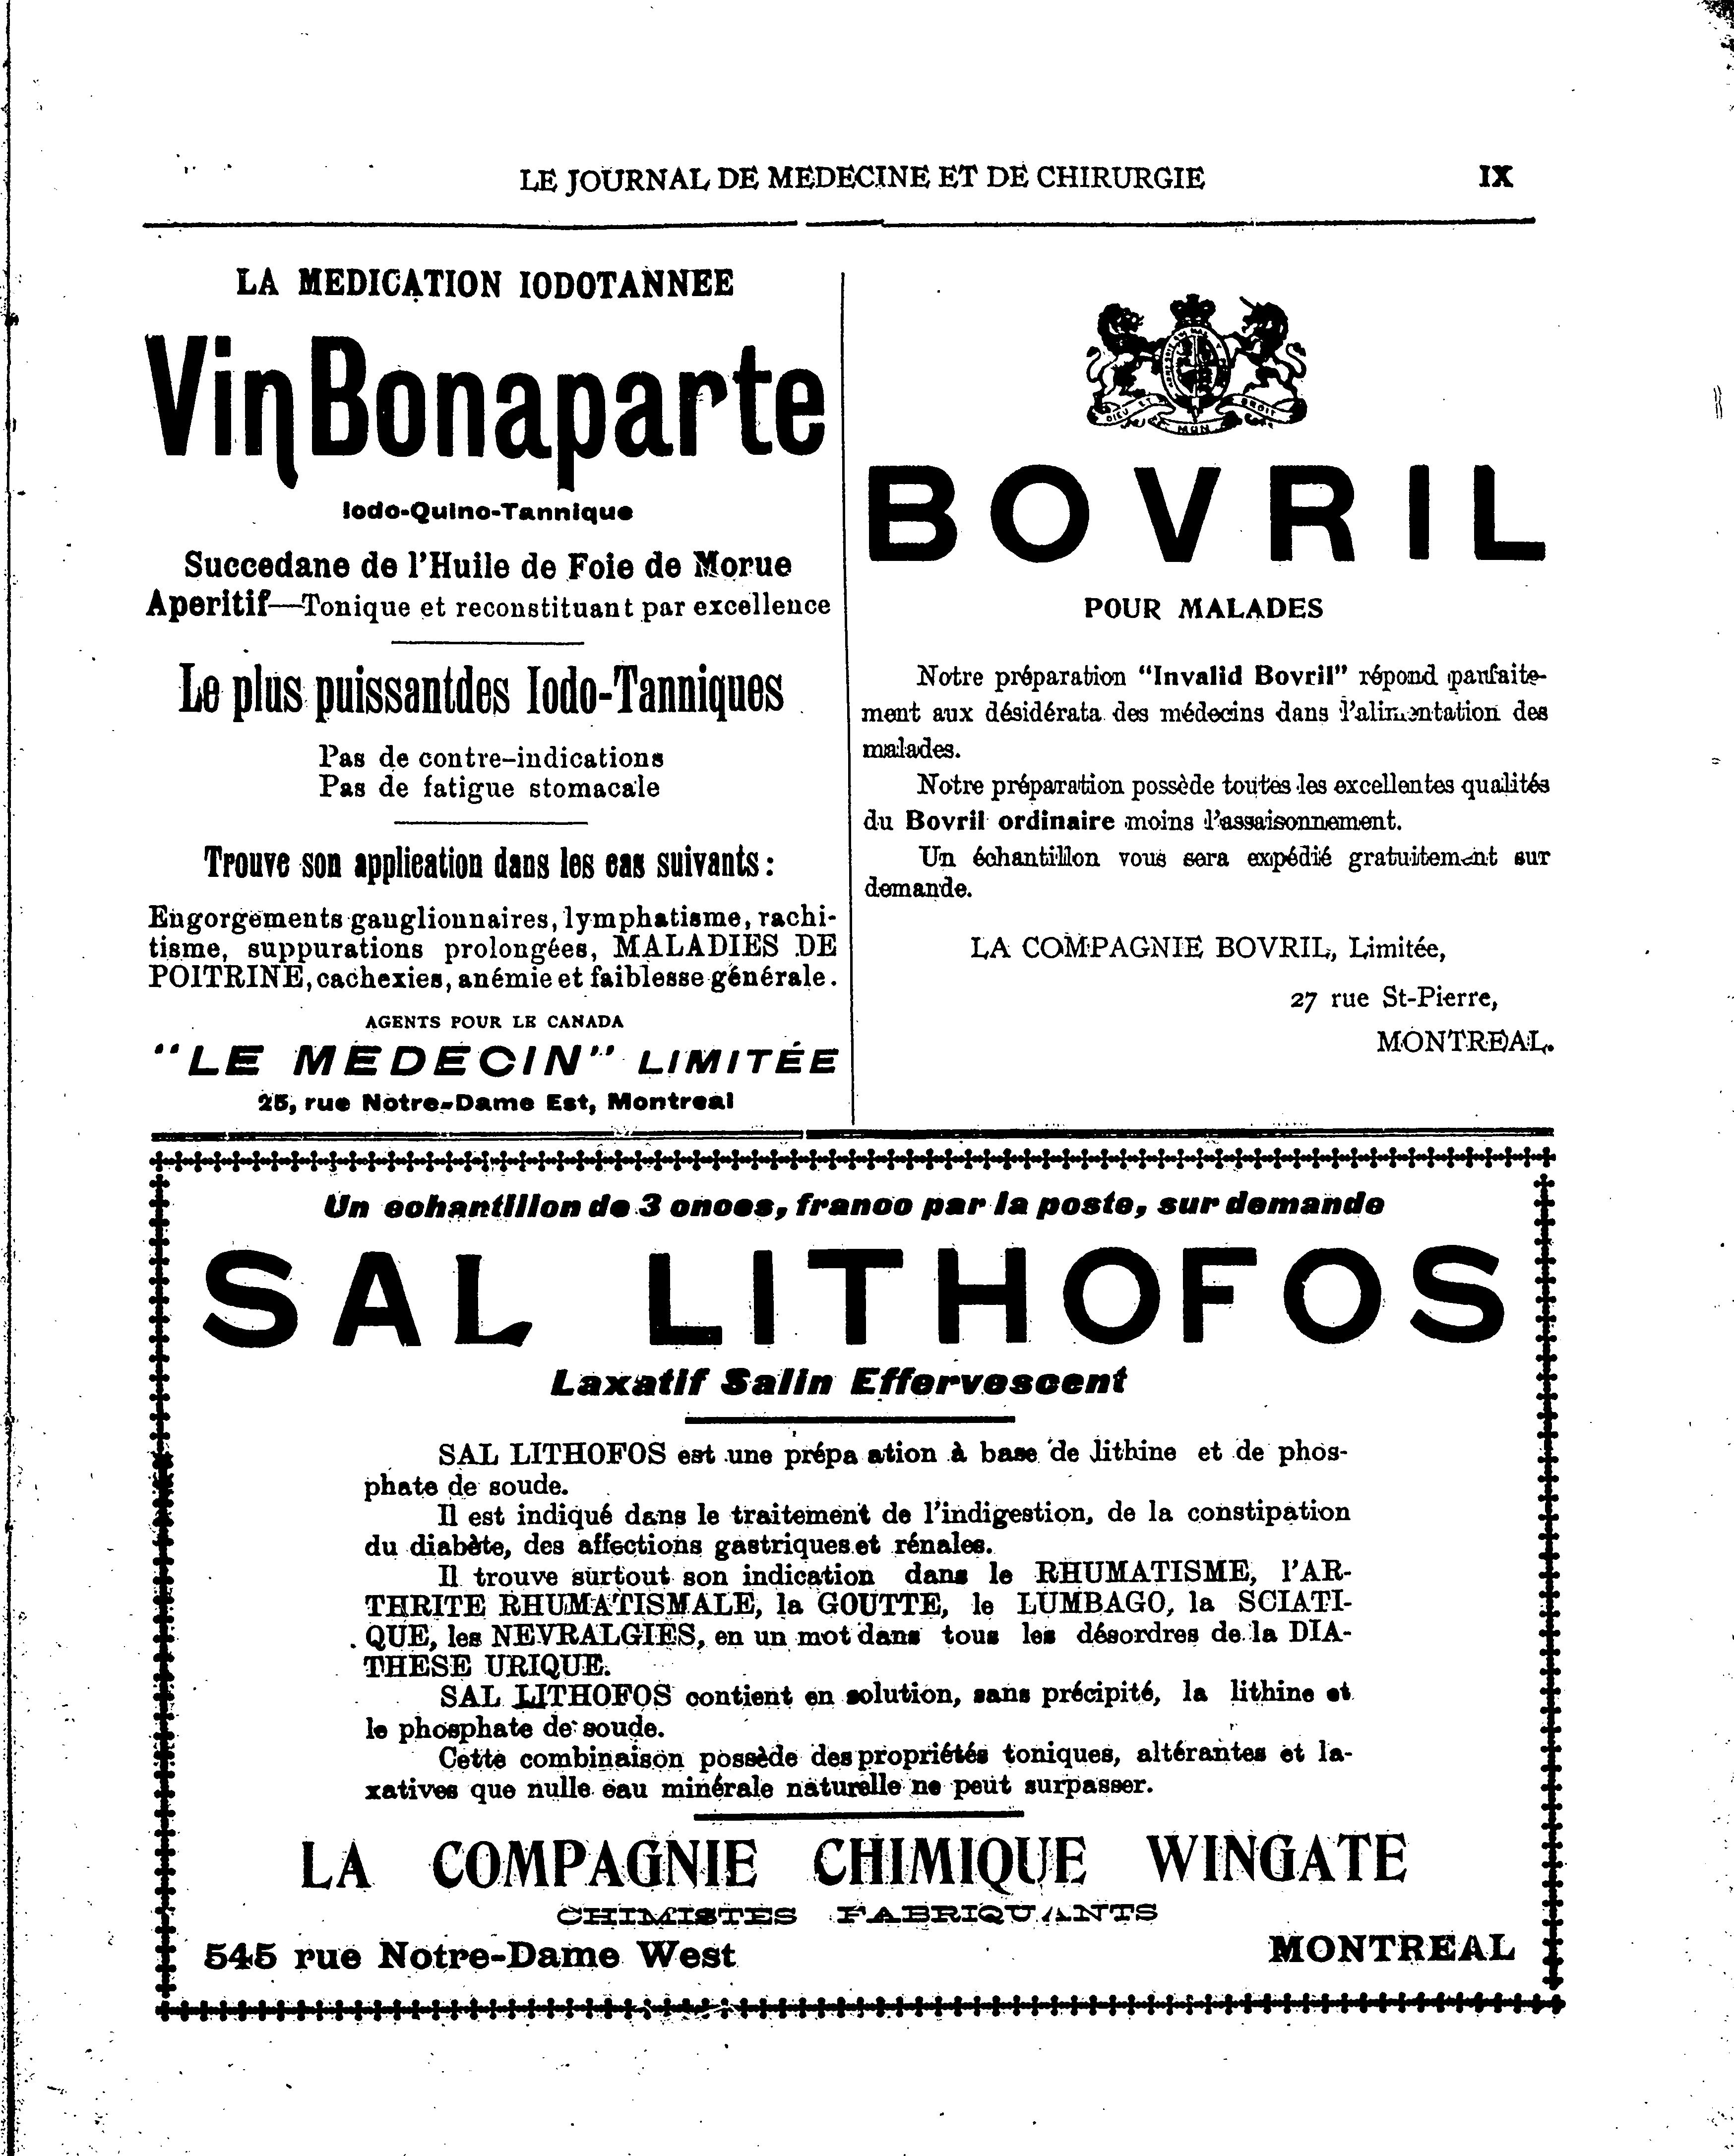 LE JOURNAL DE MEDECINE ET DE CHIRURGIE IX
LA MEDICATION IODOTANNEE
Vin Bonaparte
Iodo-Quino-Tannique
Succedane de l'Huile de Foie de Morue
Aperitif—Tonique et reconstituant par excellence
Le plus puissantdes Iodo-Tanniques
Pas de contre-indications
Pas de fatigue stomacale
Trouve son application dans les cas suivants:
Engorgements gauglionnaires, lymphatisme, rachi-
tisme, suppurations prolongées, MALADIES DE
POITRINE, cachexies, anémie et faiblesse générale.
AGENTS POUR LE CANADA
"LE MEDECIN" LIMITÉE
25, rue Notre-Dame Est, Montreal
DIEU ET MON DROIT
BOVRIL
POUR MALADES
Notre préparation "Invalid Bovril" répond parfaite-
ment aux désidérata des médecins dans l'alimentation des
malades.
Notre préparation possède toutes les excellentes qualités
du Bovril ordinaire moins l'assaisonnement.
Un échantillon vous sera expédié gratuitement sur
demande.
LA COMPAGNIE BOVRIL, Limitée,
27 rue St-Pierre,
MONTREAL.
Un echantillon de 3 onces, franco par la poste, sur demande
SAL LITHOFOS
Laxatif Salin Effervescent
SAL LITHOFOS est une prépa ation à base de lithine et de phos-
phate de soude.
Il est indiqué dans le traitement de l'indigestion, de la constipation
du diabète, des affections gastriques et rénales.
Il trouve surtout son indication dans le RHUMATISME, l'AR-
THRITE RHUMATISMALE, la GOUTTE, le LUMBAGO, la SCIATI-
QUE, les NEVRALGIES, en un mot dans tous les désordres de la DIA-
THESE URIQUE.
SAL LITHOFOS contient en solution, sans précipité, la lithine et
le phosphate de soude.
Cette combinaison possède des propriétés toniques, altérantes et la-
xatives que nulle eau minérale naturelle ne peut surpasser.
LA COMPAGNIE CHIMIQUE WINGATE
CHIMISTES FABRIQUANTS
545 rue Notre-Dame West MONTREAL